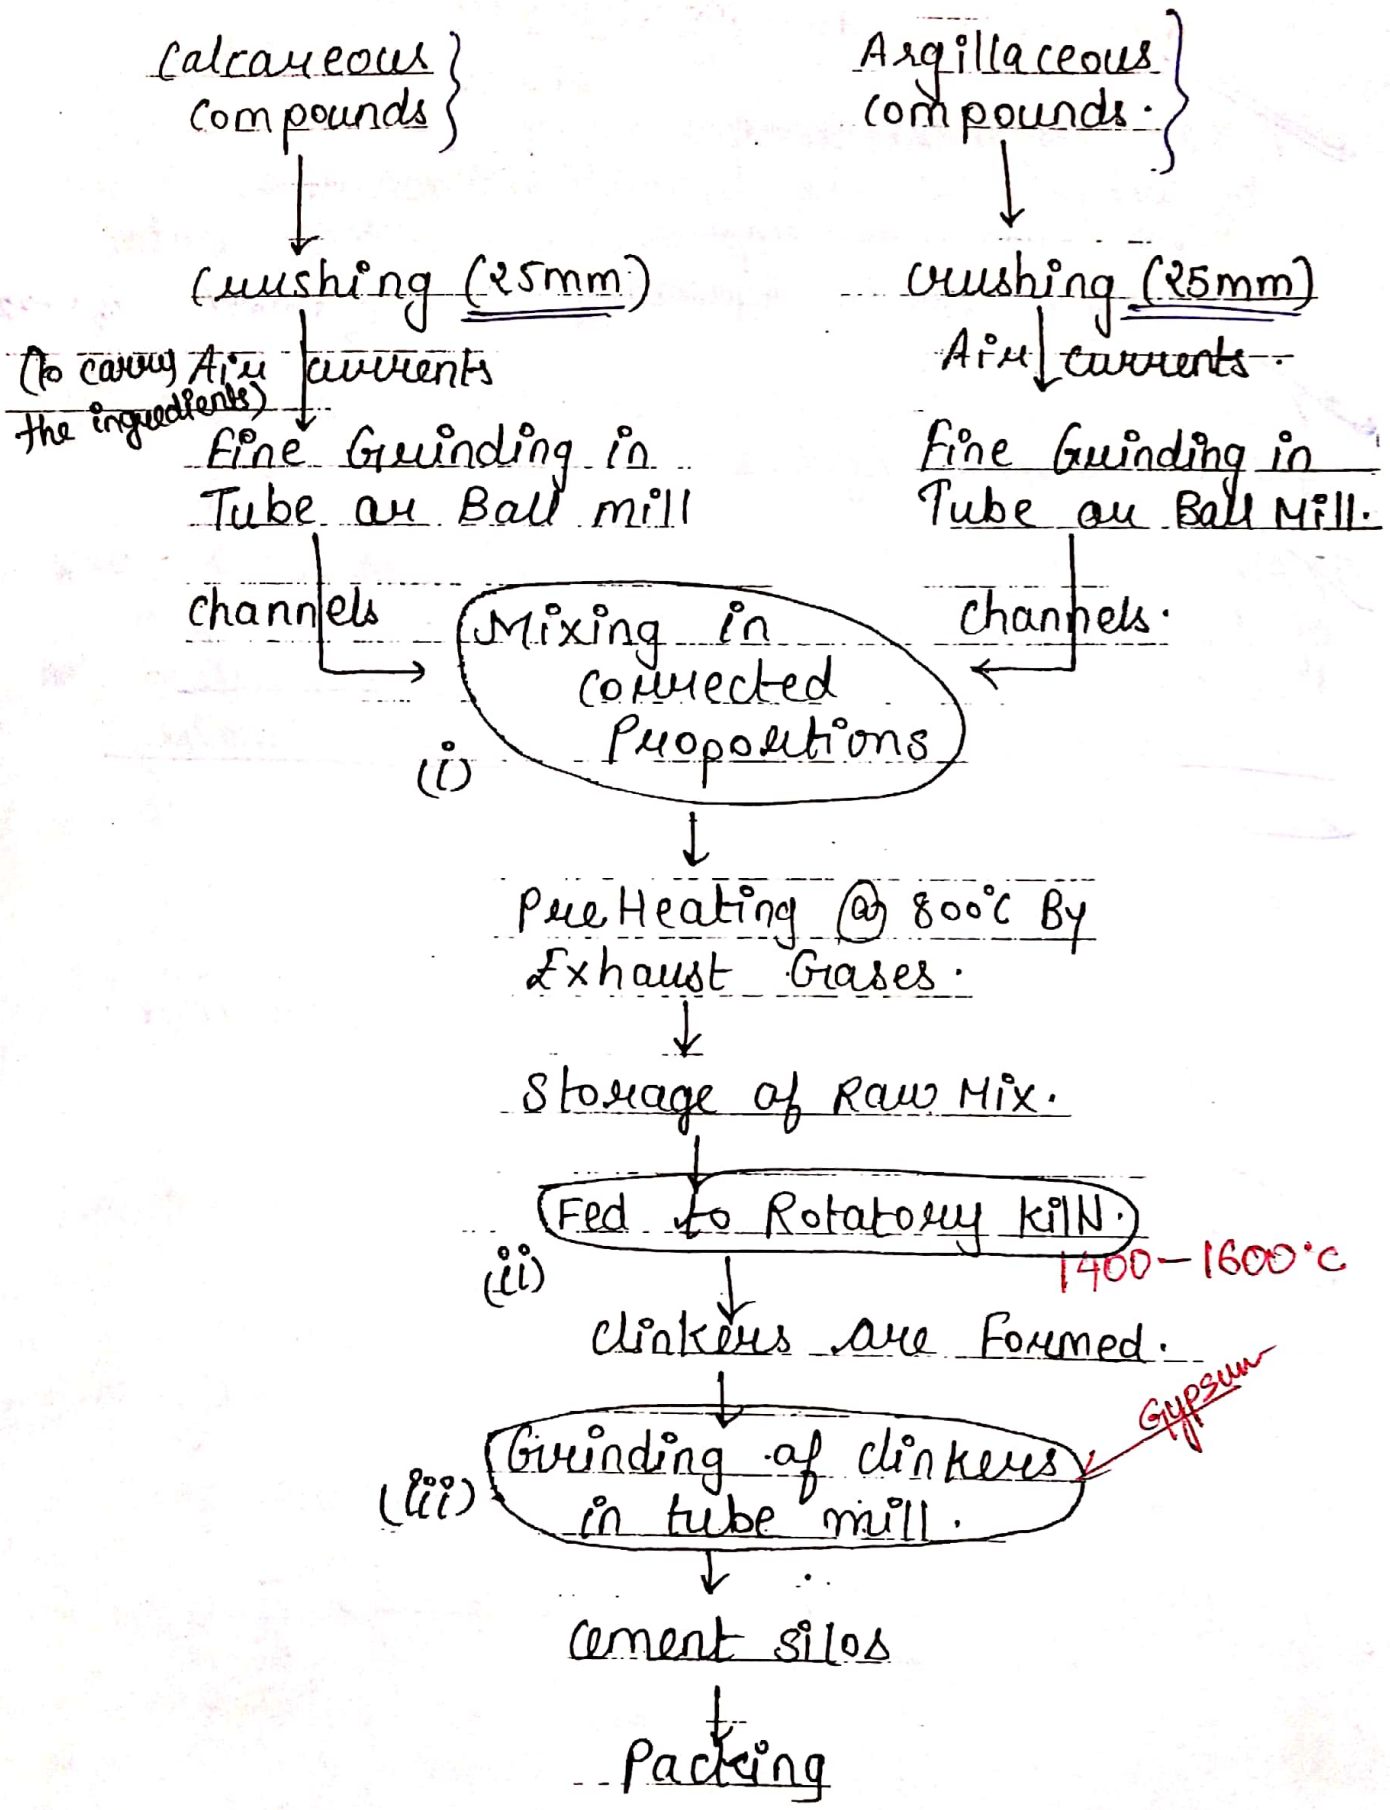 Calcareous
Compounds
Argillaceous
Compounds.
Crushing (25mm)
Crushing (25mm)
(to carry Air currents
the ingredients)
Air currents.
Fine Grinding in
Tube or Ball mill
Fine Grinding in
Tube or Ball Mill.
channels
channels.
Mixing in
Corrected
Proportions
(i)
PreHeating @ 800°C By
Exhaust Gases.
Storage of Raw Mix.
Fed to Rotatory KilN.
(ii)
1400-1600°C
Clinkers are Formed.
Gypsum
Grinding of clinkers
in tube mill.
(iii)
Cement silos
Packing